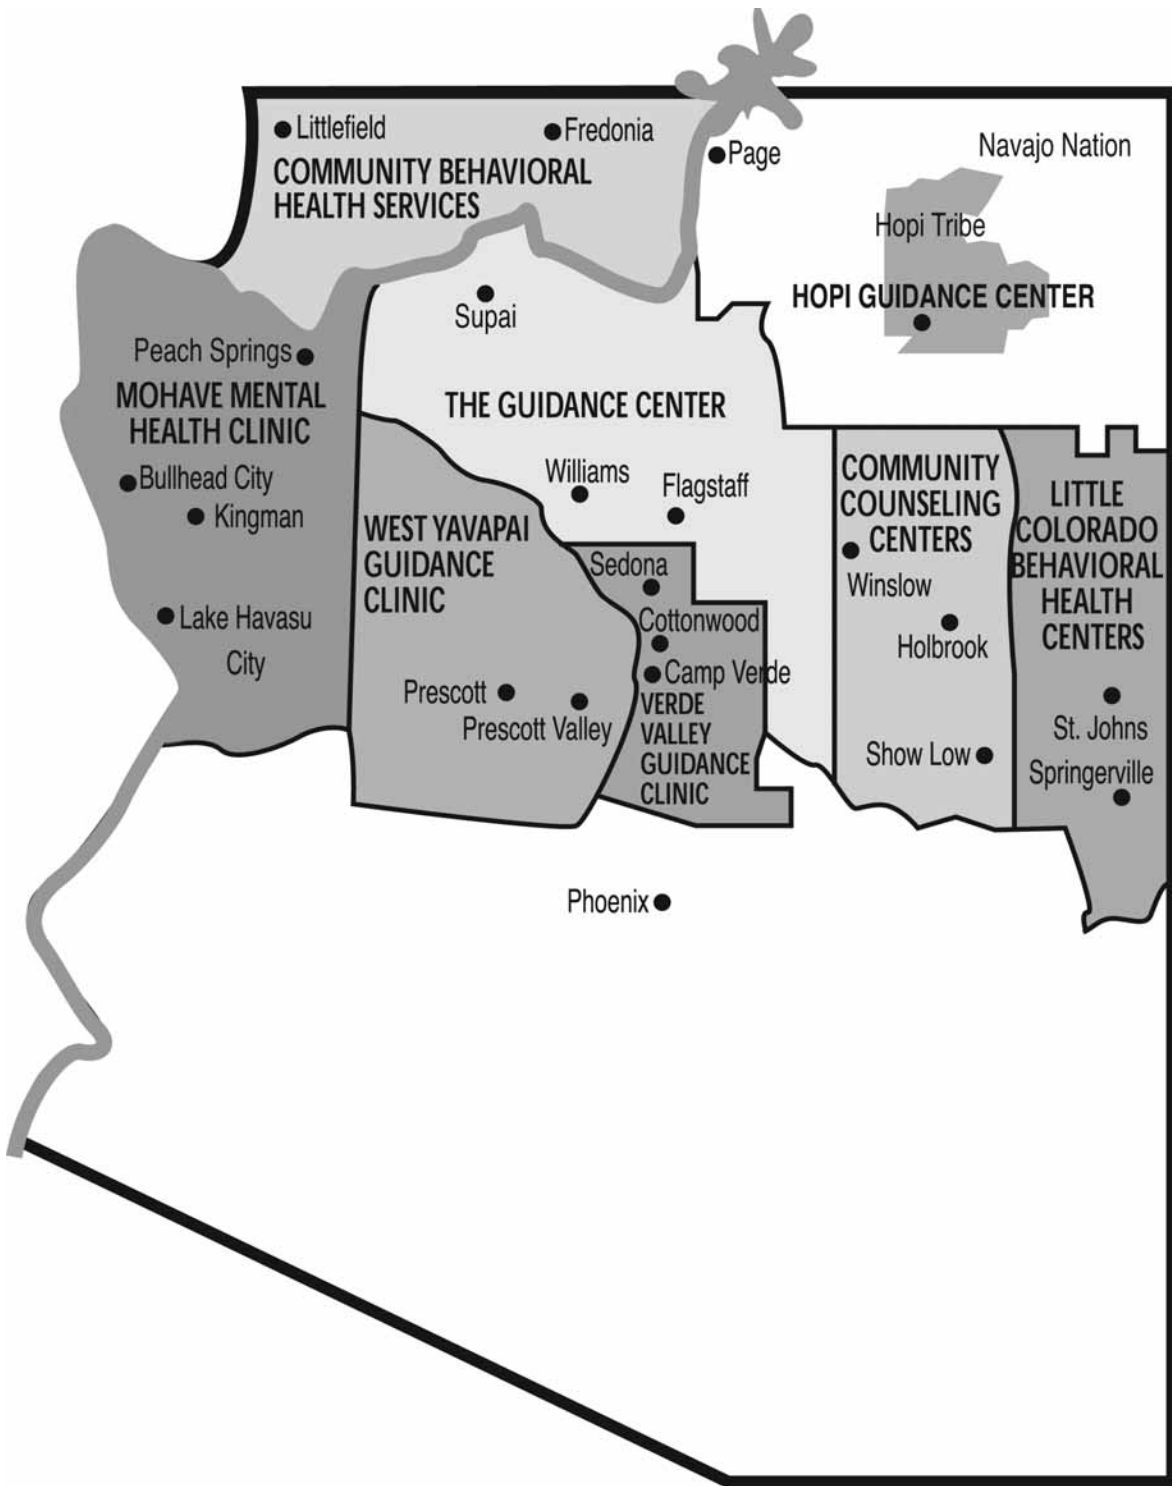 Littlefield
Fredonia
COMMUNITY BEHAVIORAL
HEALTH SERVICES
Page
Navajo Nation
Hopi Tribe
HOPI GUIDANCE CENTER
Supai
Peach Springs
MOHAVE MENTAL
HEALTH CLINIC
Bullhead City
Kingman
Lake Havasu
City
THE GUIDANCE CENTER
Williams
Flagstaff
WEST YAVAPAI
GUIDANCE
CLINIC
Prescott
Prescott Valley
Sedona
Cottonwood
Camp Verde
VERDE
VALLEY
GUIDANCE
CLINIC
COMMUNITY
COUNSELING
CENTERS
Winslow
Holbrook
Show Low
LITTLE
COLORADO
BEHAVIORAL
HEALTH
CENTERS
St. Johns
Springerville
Phoenix